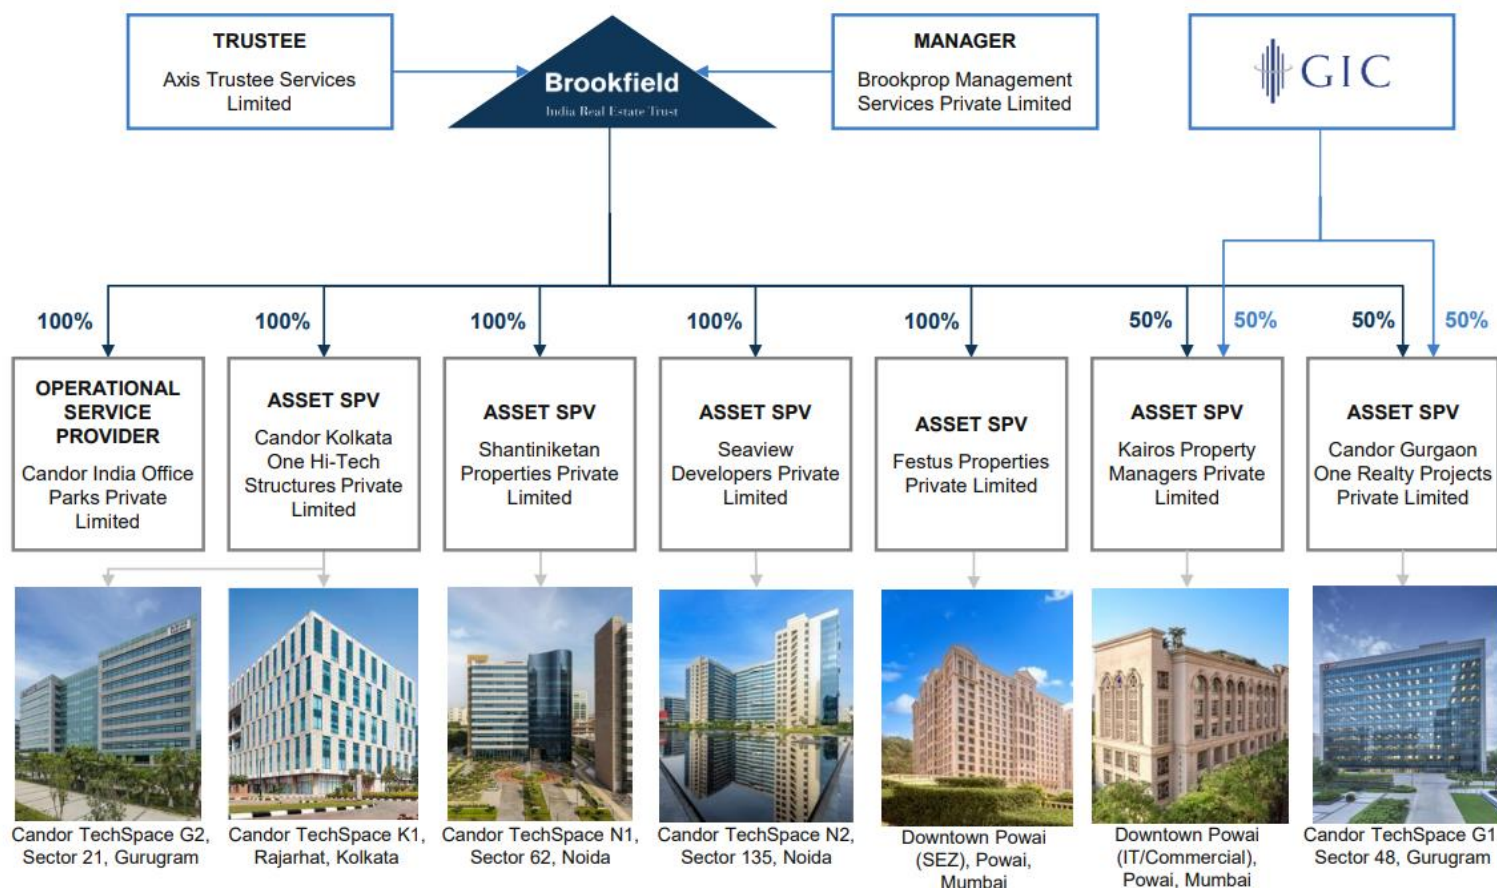 TRUSTEE
Axis Trustee Services
Limited
Brookfield
India Real Estate Trust
MANAGER
Brookprop Management
Services Private Limited
GIC
100%
100%
100%
100%
100%
50%
50%
50%
50%
OPERATIONAL
SERVICE
PROVIDER
Candor India Office
Parks Private
Limited
ASSET SPV
Candor Kolkata
One Hi-Tech
Structures Private
Limited
ASSET SPV
Shantiniketan
Properties Private
Limited
ASSET SPV
Seaview
Developers Private
Limited
ASSET SPV
Festus Properties
Private Limited
ASSET SPV
Kairos Property
Managers Private
Limited
ASSET SPV
Candor Gurgaon
One Realty Projects
Private Limited
Candor TechSpace G2,
Sector 21, Gurugram
Candor TechSpace K1,
Rajarhat, Kolkata
Candor TechSpace N1,
Sector 62, Noida
Candor TechSpace N2,
Sector 135, Noida
Downtown Powai
(SEZ), Powai,
Mumbai
Downtown Powai
(IT/Commercial),
Powai, Mumbai
Candor TechSpace G1
Sector 48, Gurugram